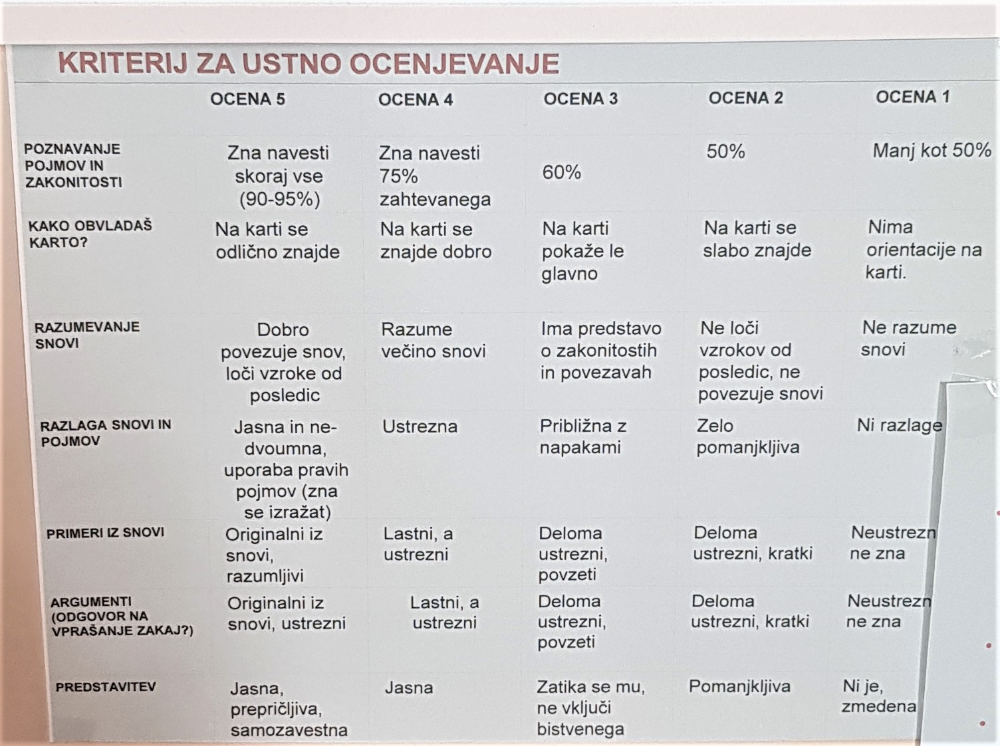 KRITERIJ ZA USTNO OCENJEVANJE
OCENA 5
OCENA 4
OCENA 3
OCENA 2
OCENA 1
POZNAVANJE
POJMOV IN
ZAKONITOSTI
Zna navesti
skoraj vse
(90-95%)
Zna navesti
75%
zahtevanega
60%
50%
Manj kot 50%
KAKO OBVLADAŠ
KARTO?
Na karti se
odlično znajde
Na karti se
znajde dobro
Na karti
pokaže le
glavno
Na karti se
slabo znajde
Nima
orientacije na
karti.
RAZUMEVANJE
SNOVI
Dobro
povezuje snov,
loči vzroke od
posledic
Razume
večino snovi
Ima predstavo
o zakonitostih
in povezavah
Ne loči
vzrokov od
posledic, ne
povezuje snovi
Ne razume
snovi
RAZLAGA SNOVI IN
POJMOV
Jasna in ne-
dvoumna,
uporaba pravih
pojmov (zna
se izražat)
Ustrezna
Približna z
napakami
Zelo
pomanjkljiva
Ni razlage
PRIMERI IZ SNOVI
Originalni iz
snovi,
razumljivi
Lastni, a
ustrezni
Deloma
ustrezni,
povzeti
Deloma
ustrezni, kratki
Neustrezn
ne zna
ARGUMENTI
(ODGOVOR NA
VPRAŠANJE ZAKAJ?)
Originalni iz
snovi, ustrezni
Lastni, a
ustrezni
Deloma
ustrezni,
povzeti
Deloma
ustrezni, kratki
Neustrezn
ne zna
PREDSTAVITEV
Jasna,
prepričljiva,
samozavestna
Jasna
Zatika se mu,
ne vključi
bistvenega
Pomanjkljiva
Ni je,
zmedena